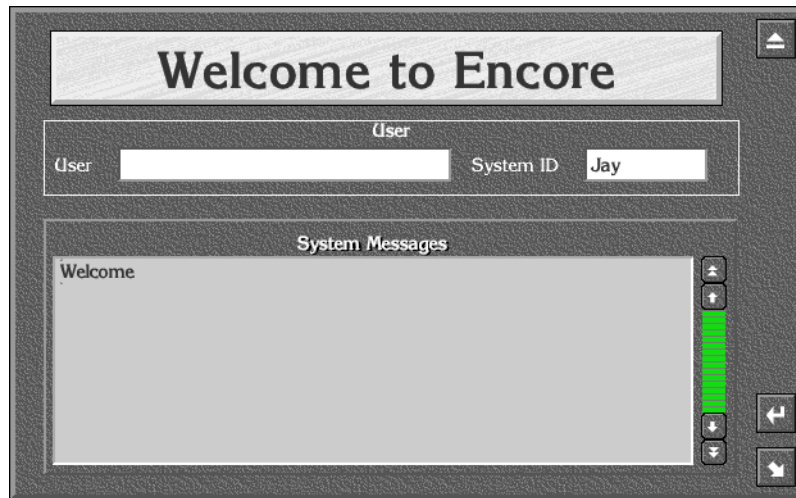 Welcome to Encore
User
User
System ID
Jay
System Messages
Welcome